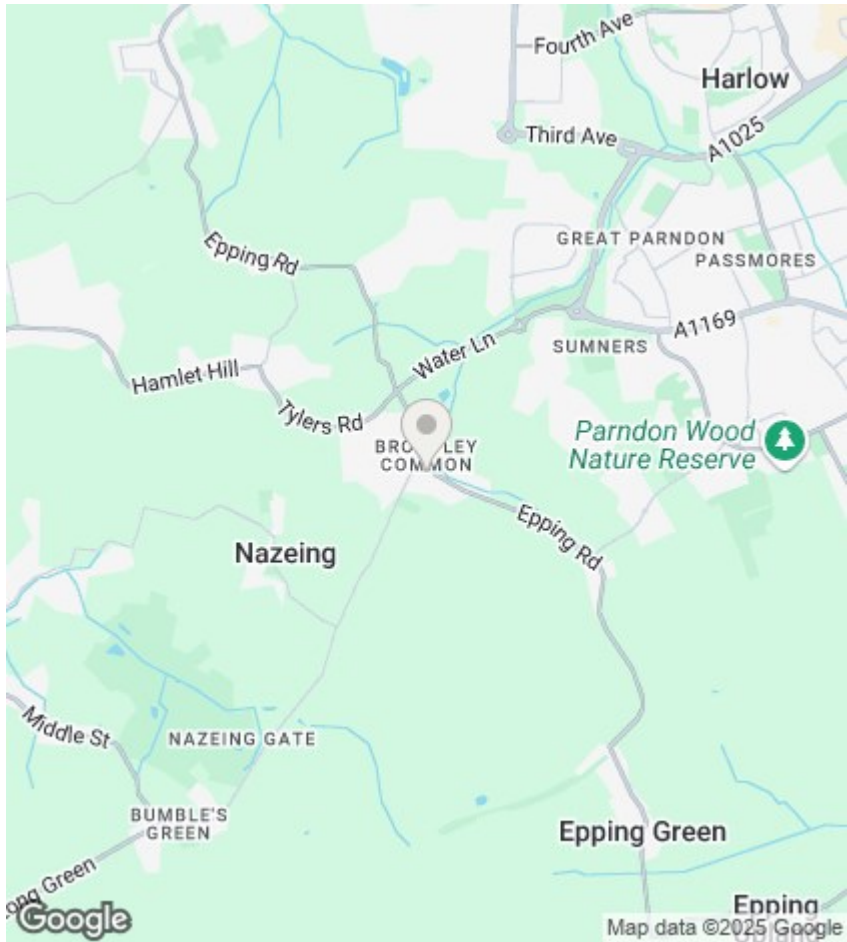 Fourth Ave
Harlow
Third Ave
A1025
GREAT PARNDON
PASSMORES
Epping Rd
A1169
Water Ln
SUMNERS
Hamlet Hill
Tylers Rd
COMMON
Parndon Wood
Nature Reserve
Epping Rd
Nazeing
Middle St
NAZEING GATE
BUMBLE'S
GREEN
Epping Green
Green
Epping
Google
Map data ©2025 Google